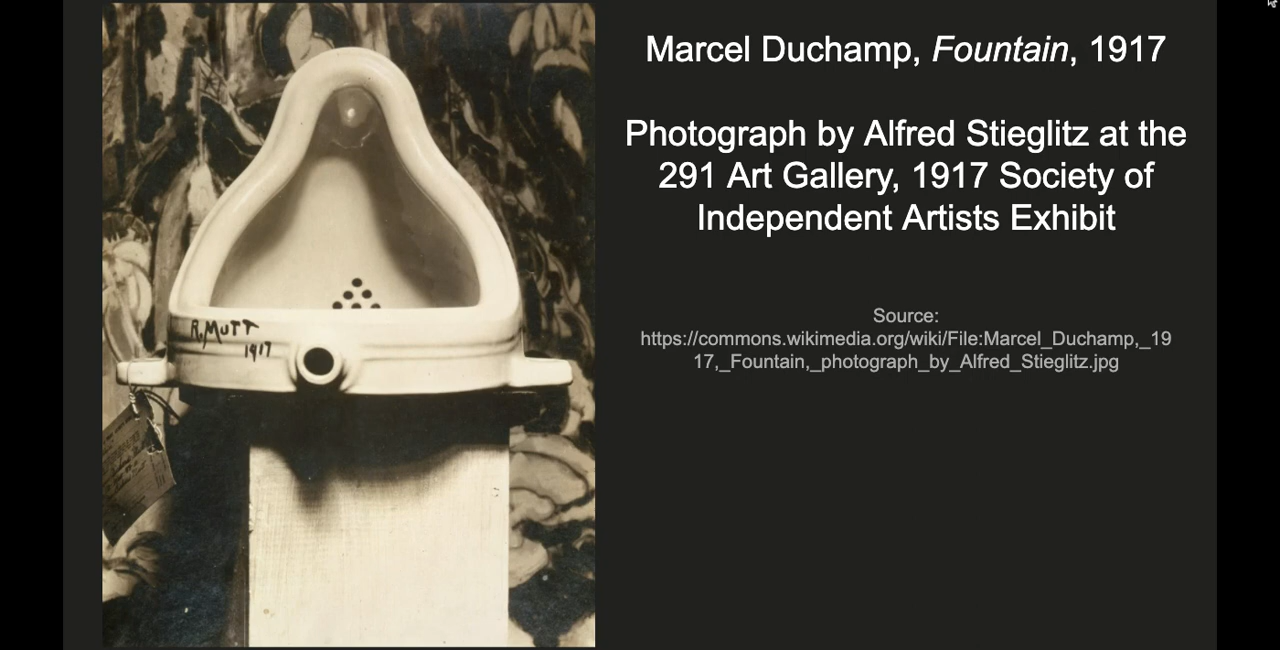 Marcel Duchamp, Fountain, 1917
Photograph by Alfred Stieglitz at the
291 Art Gallery, 1917 Society of
Independent Artists Exhibit
Source:
https://commons.wikimedia.org/wiki/File:Marcel_Duchamp,_19
17,_Fountain,_photograph_by_Alfred_Stieglitz.jpg
R. MUTT
1917